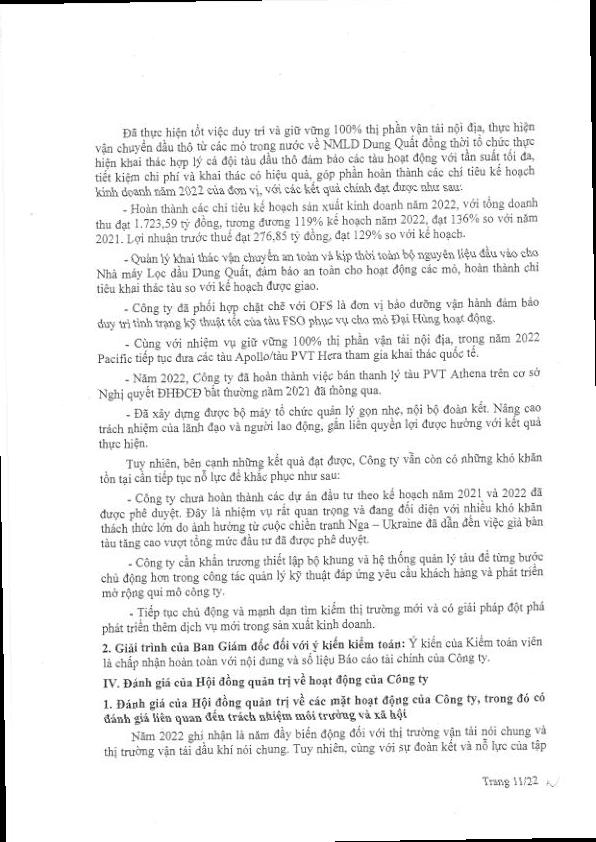 Đã thực hiện tốt việc duy trì và giữ vững 100% thị phần vận tải nội địa, thực hiện
vận chuyển dầu thô từ các mỏ trong nước về NMLD Dung Quất đồng thời tổ chức thực
hiện khai thác hợp lý cả đội tàu dầu thô đảm bảo các tàu hoạt động với tần suất tối đa,
tiết kiệm chi phí và khai thác có hiệu quả, góp phần hoàn thành các chỉ tiêu kế hoạch
kinh doanh năm 2022 của đơn vị, với các kết quả chính đạt được như sau:
- Hoàn thành các chỉ tiêu kế hoạch sản xuất kinh doanh năm 2022, với tổng doanh
thu đạt 1.723,59 tỷ đồng, tương đương 119% kế hoạch năm 2022, đạt 136% so với năm
2021. Lợi nhuận trước thuế đạt 276,85 tỷ đồng, đạt 129% so với kế hoạch.
- Quản lý khai thác vận chuyển an toàn và kịp thời toàn bộ nguyên liệu đầu vào cho
Nhà máy Lọc dầu Dung Quất, đảm bảo an toàn cho hoạt động các mỏ, hoàn thành chỉ
tiêu khai thác tàu so với kế hoạch được giao.
- Công ty đã phối hợp chặt chẽ với OFS là đơn vị bảo dưỡng vận hành đảm bảo
duy trì tình trạng kỹ thuật tốt của tàu FSO phục vụ cho mỏ Đại Hùng hoạt động.
- Cùng với nhiệm vụ giữ vững 100% thị phần vận tải nội địa, trong năm 2022
Pacific tiếp tục đưa các tàu Apollo/tàu PVT Hera tham gia khai thác quốc tế.
- Năm 2022, Công ty đã hoàn thành việc bán thanh lý tàu PVT Athena trên cơ sở
Nghị quyết ĐHĐCĐ bất thường năm 2021 đã thông qua.
- Đã xây dựng được bộ máy tổ chức quản lý gọn nhẹ, nội bộ đoàn kết. Nâng cao
trách nhiệm của lãnh đạo và người lao động, gắn liền quyền lợi được hưởng với kết quả
thực hiện.
Tuy nhiên, bên cạnh những kết quả đạt được, Công ty vẫn còn có những khó khăn
tồn tại cần tiếp tục nỗ lực để khắc phục như sau:
- Công ty chưa hoàn thành các dự án đầu tư theo kế hoạch năm 2021 và 2022 đã
được phê duyệt. Đây là nhiệm vụ rất quan trọng và đang đối diện với nhiều khó khăn
thách thức lớn do ảnh hưởng từ cuộc chiến tranh Nga – Ukraine đã dẫn đến việc giá bán
tàu tăng cao vượt tổng mức đầu tư đã được phê duyệt.
- Công ty cần khẩn trương thiết lập bộ khung và hệ thống quản lý tàu để từng bước
chủ động hơn trong công tác quản lý kỹ thuật đáp ứng yêu cầu khách hàng và phát triển
mở rộng qui mô công ty.
- Tiếp tục chủ động và mạnh dạn tìm kiếm thị trường mới và có giải pháp đột phá
phát triển thêm dịch vụ mới trong sản xuất kinh doanh.
2. Giải trình của Ban Giám đốc đối với ý kiến kiểm toán: Ý kiến của Kiểm toán viên
là chấp nhận hoàn toàn với nội dung và số liệu Báo cáo tài chính của Công ty.
IV. Đánh giá của Hội đồng quản trị về hoạt động của Công ty
1. Đánh giá của Hội đồng quản trị về các mặt hoạt động của Công ty, trong đó có
đánh giá liên quan đến trách nhiệm môi trường và xã hội
Năm 2022 ghi nhận là năm đầy biến động đối với thị trường vận tải nói chung và
thị trường vận tải dầu khí nói chung. Tuy nhiên, cùng với sự đoàn kết và nỗ lực của tập
Trang 11/22